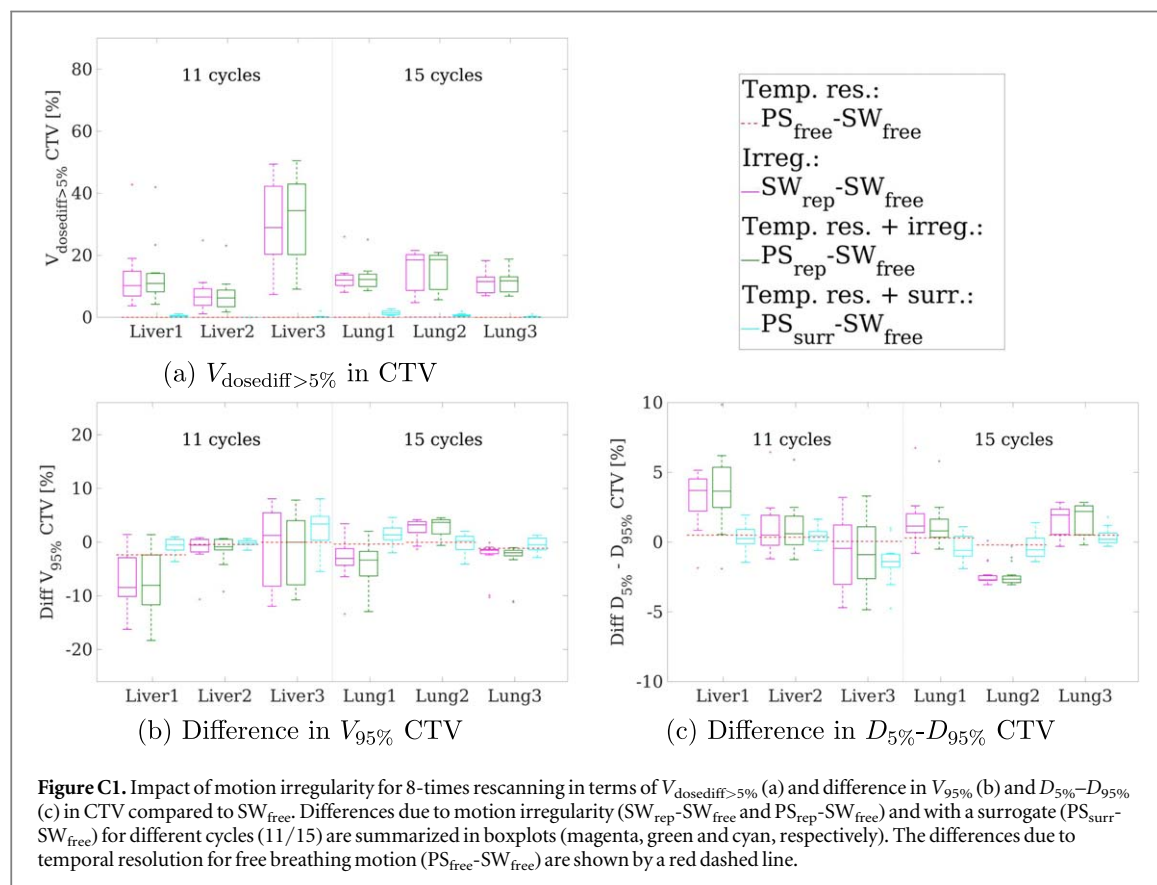 80
60
40
20
0
V_dosediff>5% CTV [%]
11 cycles
15 cycles
Liver1 Liver2 Liver3 Lung1 Lung2 Lung3
(a) V_dosediff>5% in CTV
Temp. res.:
PS_free-SW_free
Irreg.:
SW_rep-SW_free
Temp. res. + irreg.:
PS_rep-SW_free
Temp. res. + surr.:
PS_surr-SW_free
20
10
0
-10
-20
Diff V_95% CTV [%]
11 cycles
15 cycles
Liver1 Liver2 Liver3 Lung1 Lung2 Lung3
(b) Difference in V_95% CTV
10
5
0
-5
-10
Diff D_5% - D_95% CTV [%]
11 cycles
15 cycles
Liver1 Liver2 Liver3 Lung1 Lung2 Lung3
(c) Difference in D_5%-D_95% CTV
Figure C1. Impact of motion irregularity for 8-times rescanning in terms of V_dosediff>5% (a) and difference in V_95% (b) and D_5%–D_95%
(c) in CTV compared to SW_free. Differences due to motion irregularity (SW_rep-SW_free and PS_rep-SW_free) and with a surrogate (PS_surr-
SW_free) for different cycles (11/15) are summarized in boxplots (magenta, green and cyan, respectively). The differences due to
temporal resolution for free breathing motion (PS_free-SW_free) are shown by a red dashed line.